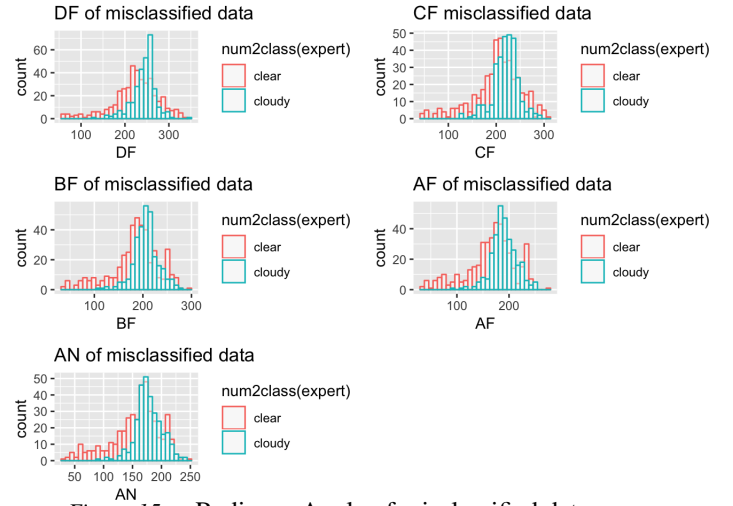 DF of misclassified data
60
40
20
0
count
100 200 300
DF
num2class(expert)
clear
cloudy
CF misclassified data
50
40
30
20
10
0
count
100 200 300
CF
num2class(expert)
clear
cloudy
BF of misclassified data
40
20
0
count
100 200 300
BF
num2class(expert)
clear
cloudy
AF of misclassified data
40
20
0
count
100 200
AF
num2class(expert)
clear
cloudy
AN of misclassified data
50
40
30
20
10
0
count
50 100 150 200 250
AN
num2class(expert)
clear
cloudy